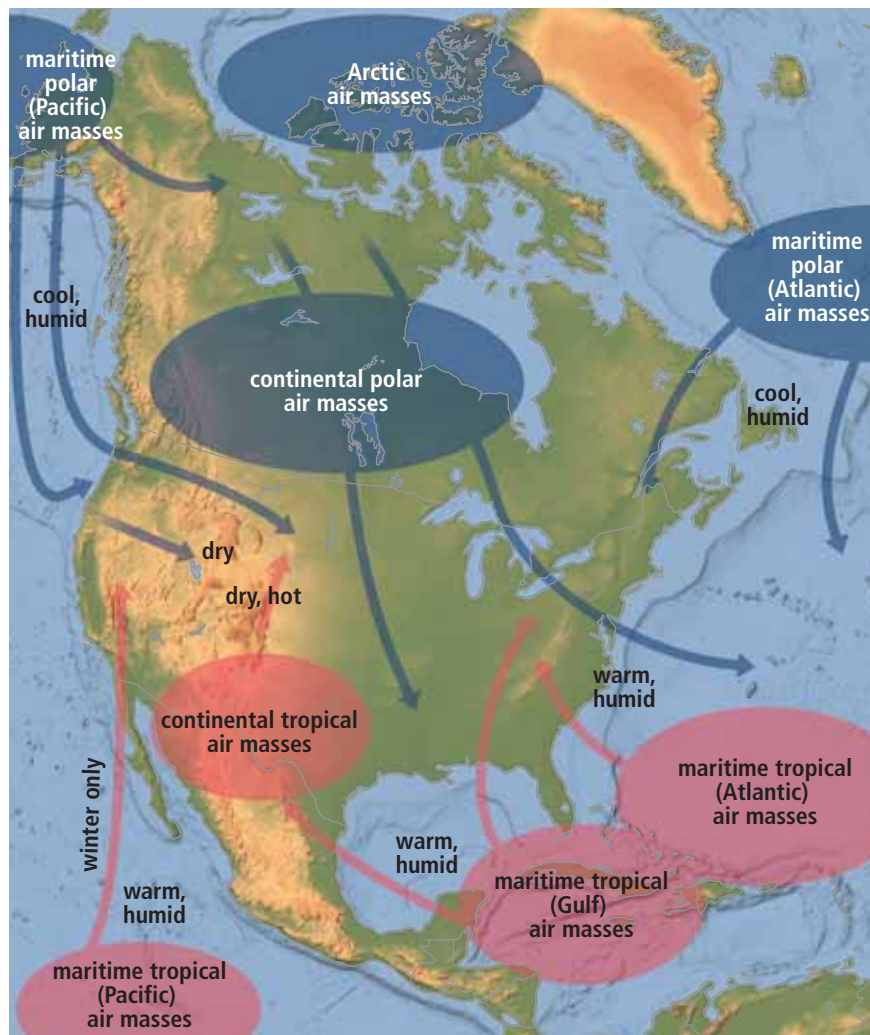 maritime
polar
(Pacific)
air masses
Arctic
air masses
maritime
polar
(Atlantic)
air masses
cool,
humid
continental polar
air masses
cool,
humid
dry
dry, hot
warm,
humid
continental tropical
air masses
maritime tropical
(Atlantic)
air masses
winter only
warm,
humid
warm,
humid
maritime tropical
(Gulf)
air masses
maritime tropical
(Pacific)
air masses